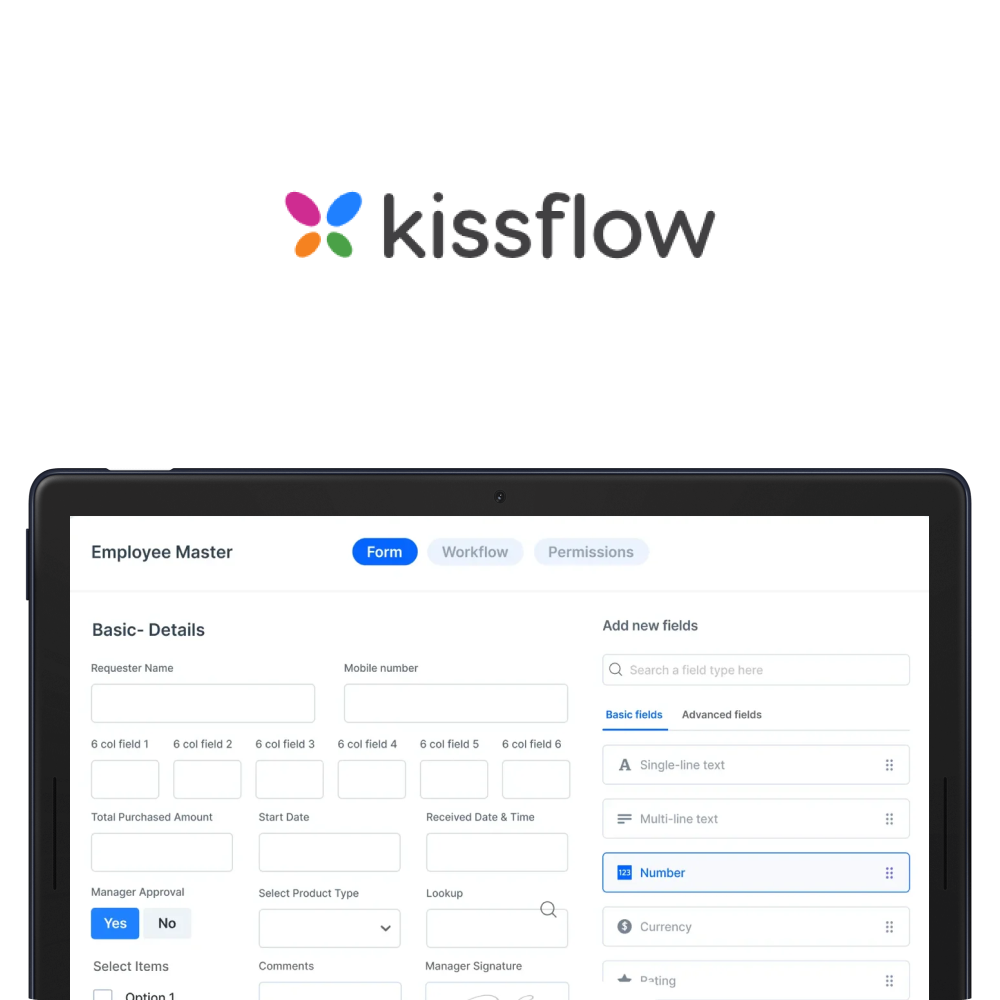 kissflow
Employee Master
Form
Workflow
Permissions
Basic- Details
Requester Name
Mobile number
6 col field 1
6 col field 2
6 col field 3
6 col field 4
6 col field 5
6 col field 6
Total Purchased Amount
Start Date
Received Date & Time
Manager Approval
Select Product Type
Lookup
Yes
No
Select Items
Comments
Manager Signature
Option 1
Add new fields
Search a field type here
Basic fields
Advanced fields
A Single-line text
Multi-line text
123 Number
$ Currency
Rating